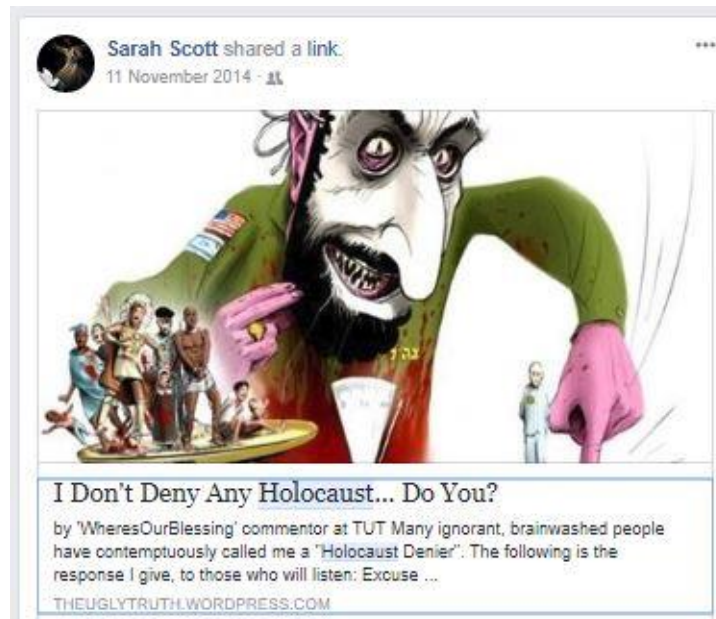 Sarah Scott shared a link.
11 November 2014 ·
צה"ל
I Don't Deny Any Holocaust... Do You?
by 'WheresOurBlessing' commentor at TUT Many ignorant, brainwashed people
have contemptuously called me a "Holocaust Denier". The following is the
response I give, to those who will listen: Excuse ...
THEUGLYTRUTH.WORDPRESS.COM